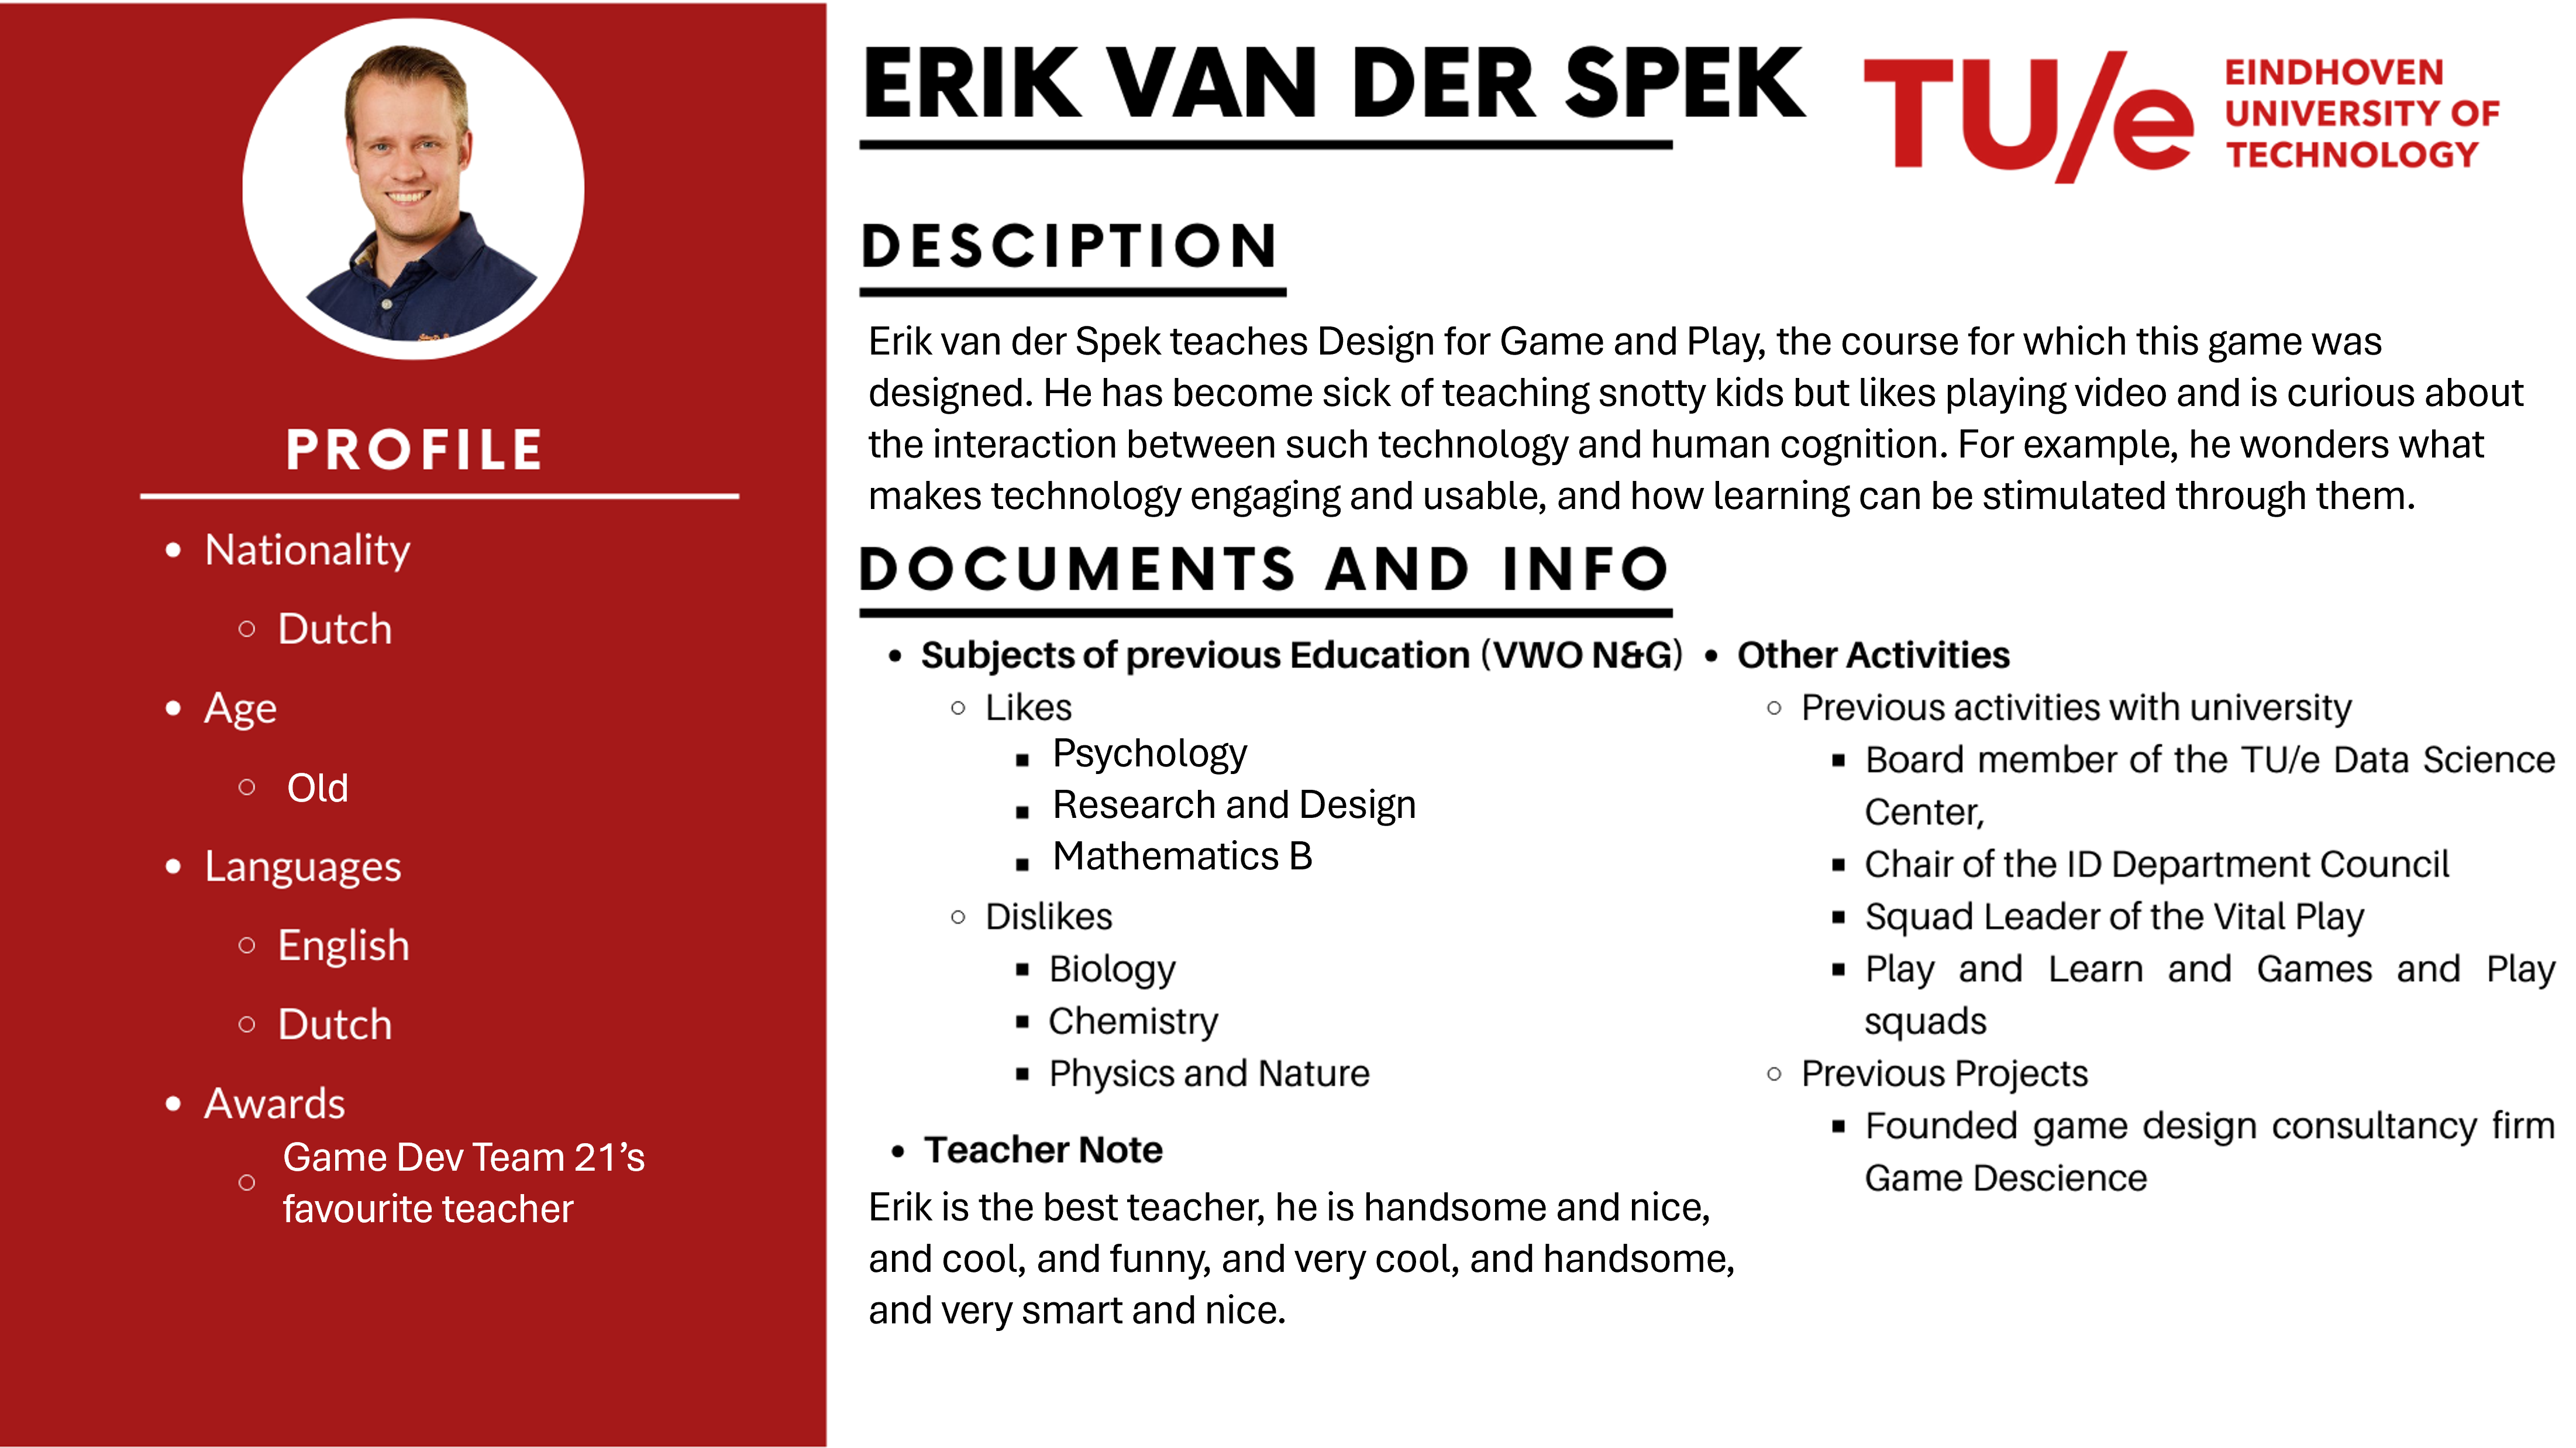 PROFILE
Nationality
Dutch
Age
Old
Languages
English
Dutch
Awards
Game Dev Team 21’s
favourite teacher
ERIK VAN DER SPEK
TU/e
EINDHOVEN
UNIVERSITY OF
TECHNOLOGY
DESCIPTION
Erik van der Spek teaches Design for Game and Play, the course for which this game was
designed. He has become sick of teaching snotty kids but likes playing video and is curious about
the interaction between such technology and human cognition. For example, he wonders what
makes technology engaging and usable, and how learning can be stimulated through them.
DOCUMENTS AND INFO
Subjects of previous Education (VWO N&G)
Likes
Psychology
Research and Design
Mathematics B
Dislikes
Biology
Chemistry
Physics and Nature
Teacher Note
Erik is the best teacher, he is handsome and nice,
and cool, and funny, and very cool, and handsome,
and very smart and nice.
Other Activities
Previous activities with university
Board member of the TU/e Data Science
Center,
Chair of the ID Department Council
Squad Leader of the Vital Play
Play and Learn and Games and Play
squads
Previous Projects
Founded game design consultancy firm
Game Descience